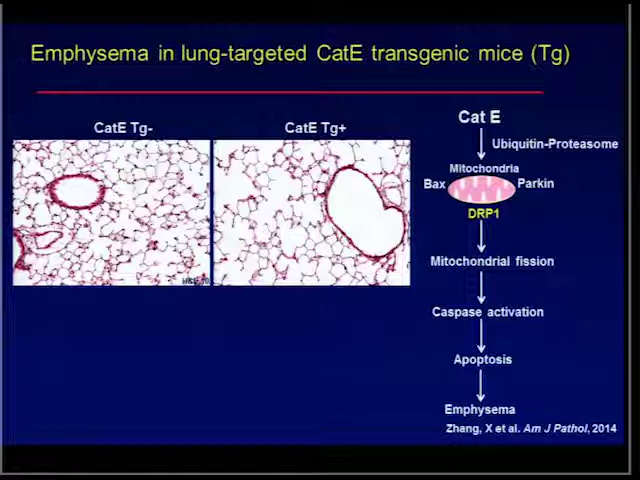 Emphysema in lung-targeted CatE transgenic mice (Tg)
CatE Tg-
CatE Tg+
Cat E
Ubiquitin-Proteasome
Mitochondria
Bax
Parkin
DRP1
Mitochondrial fission
Caspase activation
Apoptosis
Emphysema
Zhang, X et al. Am J Pathol, 2014